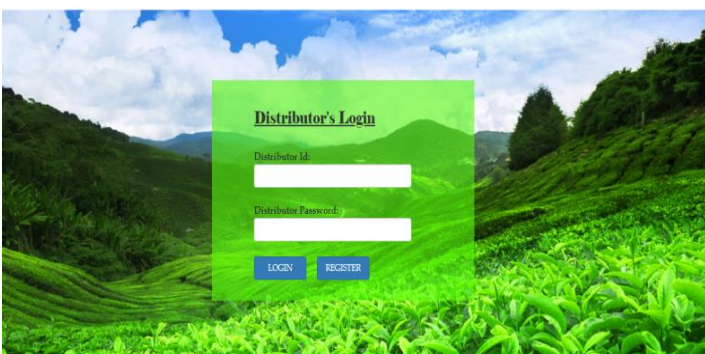 Distributor's Login
Distributor Id:
Distributor Password:
LOGIN REGISTER